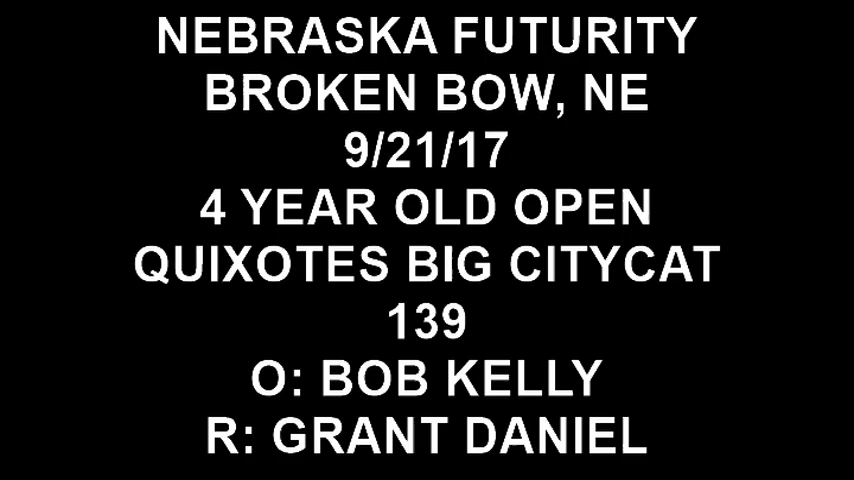 NEBRASKA FUTURITY
BROKEN BOW, NE
9/21/17
4 YEAR OLD OPEN
QUIXOTES BIG CITYCAT
139
O: BOB KELLY
R: GRANT DANIEL